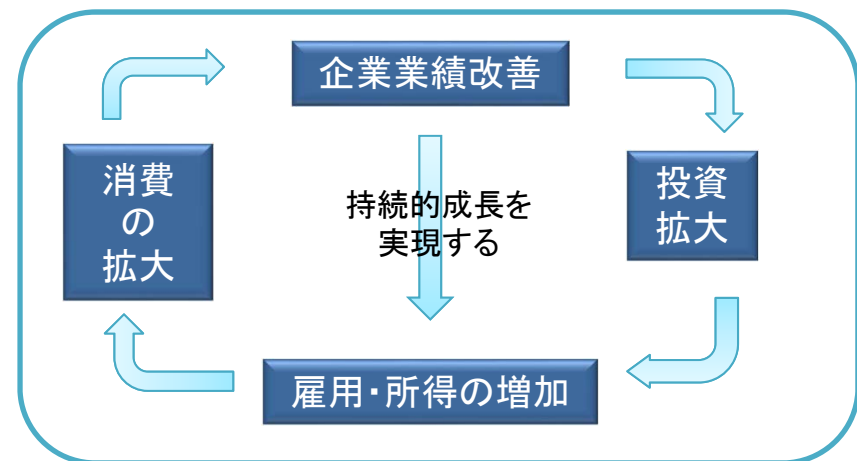 企業業績改善
消費
の
拡大
持続的成長を
実現する
投資
拡大
雇用・所得の増加